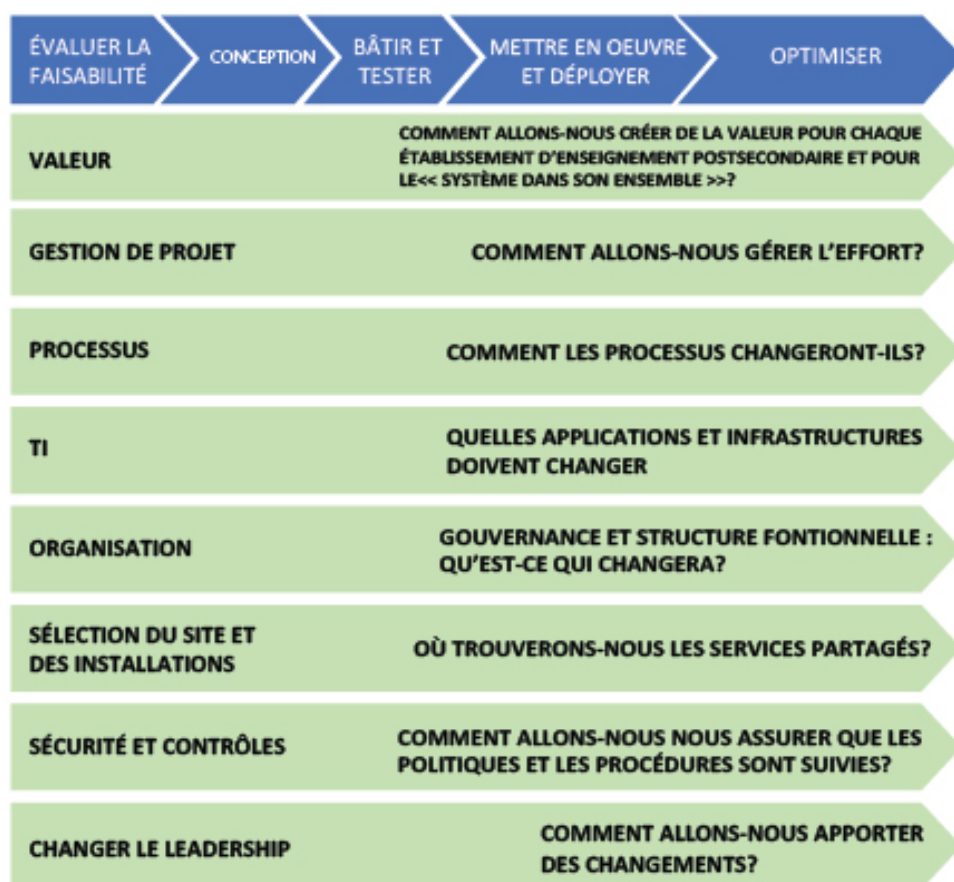 ÉVALUER LA
FAISABILITÉ
CONCEPTION
BÂTIR ET
TESTER
METTRE EN OEUVRE
ET DÉPLOYER
OPTIMISER
VALEUR
COMMENT ALLONS-NOUS CRÉER DE LA VALEUR POUR CHAQUE
ÉTABLISSEMENT D'ENSEIGNEMENT POSTSECONDAIRE ET POUR
LE<< SYSTÈME DANS SON ENSEMBLE >>?
GESTION DE PROJET
COMMENT ALLONS-NOUS GÉRER L'EFFORT?
PROCESSUS
COMMENT LES PROCESSUS CHANGERONT-ILS?
TI
QUELLES APPLICATIONS ET INFRASTRUCTURES
DOIVENT CHANGER
ORGANISATION
GOUVERNANCE ET STRUCTURE FONTIONNELLE :
QU'EST-CE QUI CHANGERA?
SÉLECTION DU SITE ET
DES INSTALLATIONS
OÙ TROUVERONS-NOUS LES SERVICES PARTAGÉS?
SÉCURITÉ ET CONTRÔLES
COMMENT ALLONS-NOUS NOUS ASSURER QUE LES
POLITIQUES ET LES PROCÉDURES SONT SUIVIES?
CHANGER LE LEADERSHIP
COMMENT ALLONS-NOUS APPORTER
DES CHANGEMENTS?